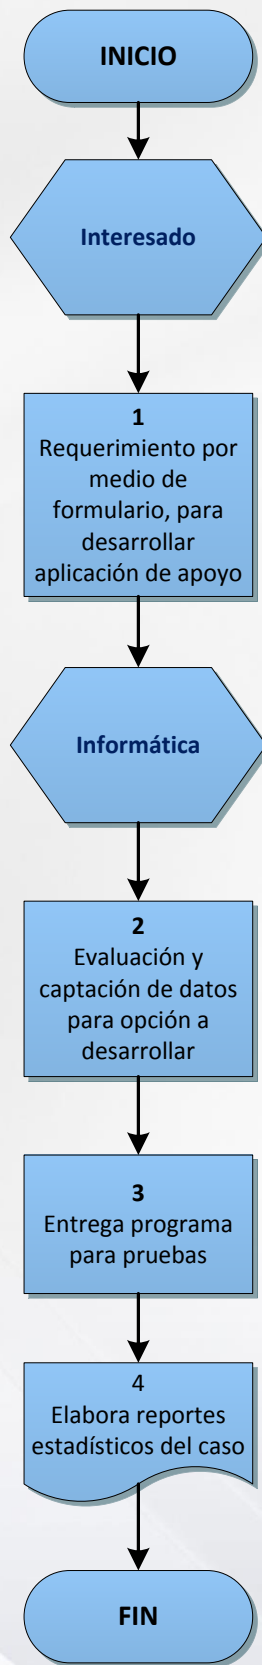 INICIO
Interesado
1
Requerimiento por
medio de
formulario, para
desarrollar
aplicación de apoyo
Informática
2
Evaluación y
captación de datos
para opción a
desarrollar
3
Entrega programa
para pruebas
4
Elabora reportes
estadísticos del caso
FIN